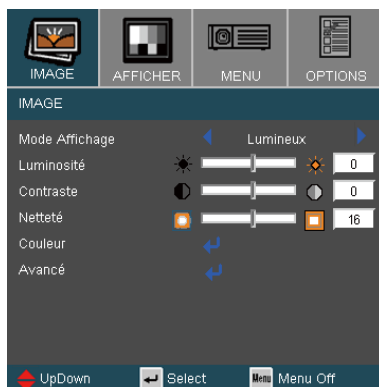 IMAGE AFFICHER MENU OPTIONS
IMAGE
Mode Affichage Lumineux
Luminosité 0
Contraste 0
Netteté 16
Couleur
Avancé
UpDown Select Menu Menu Off